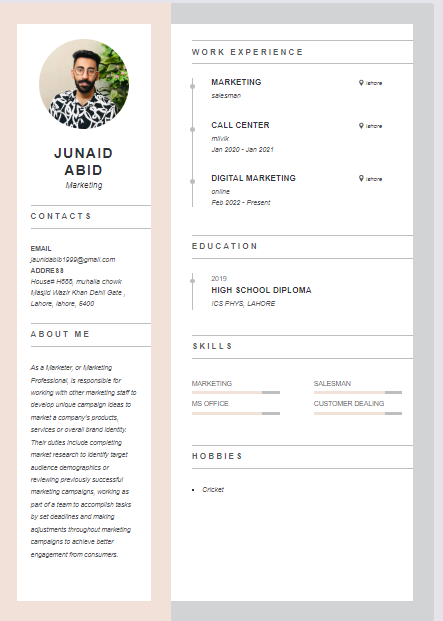 JUNAID
ABID
Marketing
CONTACTS
EMAIL
jaunidabib1999@gmail.com
ADDRESS
House# H688, muhalla chowk
Masjid Wazir Khan Dehli Gate ,
Lahore, lahore, 5400
ABOUT ME
As a Marketer, or Marketing
Professional, is responsible for
working with other marketing staff to
develop unique campaign ideas to
market a company's products,
services or overall brand identity.
Their duties include completing
market research to identify target
audience demographics or
reviewing previously successful
marketing campaigns, working as
part of a team to accomplish tasks
by set deadlines and making
adjustments throughout marketing
campaigns to achieve better
engagement from consumers.
WORK EXPERIENCE
MARKETING
lahore
salesman
CALL CENTER
lahore
milvik
Jan 2020 - Jan 2021
DIGITAL MARKETING
lahore
online
Feb 2022 - Present
EDUCATION
2019
HIGH SCHOOL DIPLOMA
ICS PHYS, LAHORE
SKILLS
MARKETING
SALESMAN
MS OFFICE
CUSTOMER DEALING
HOBBIES
• Cricket